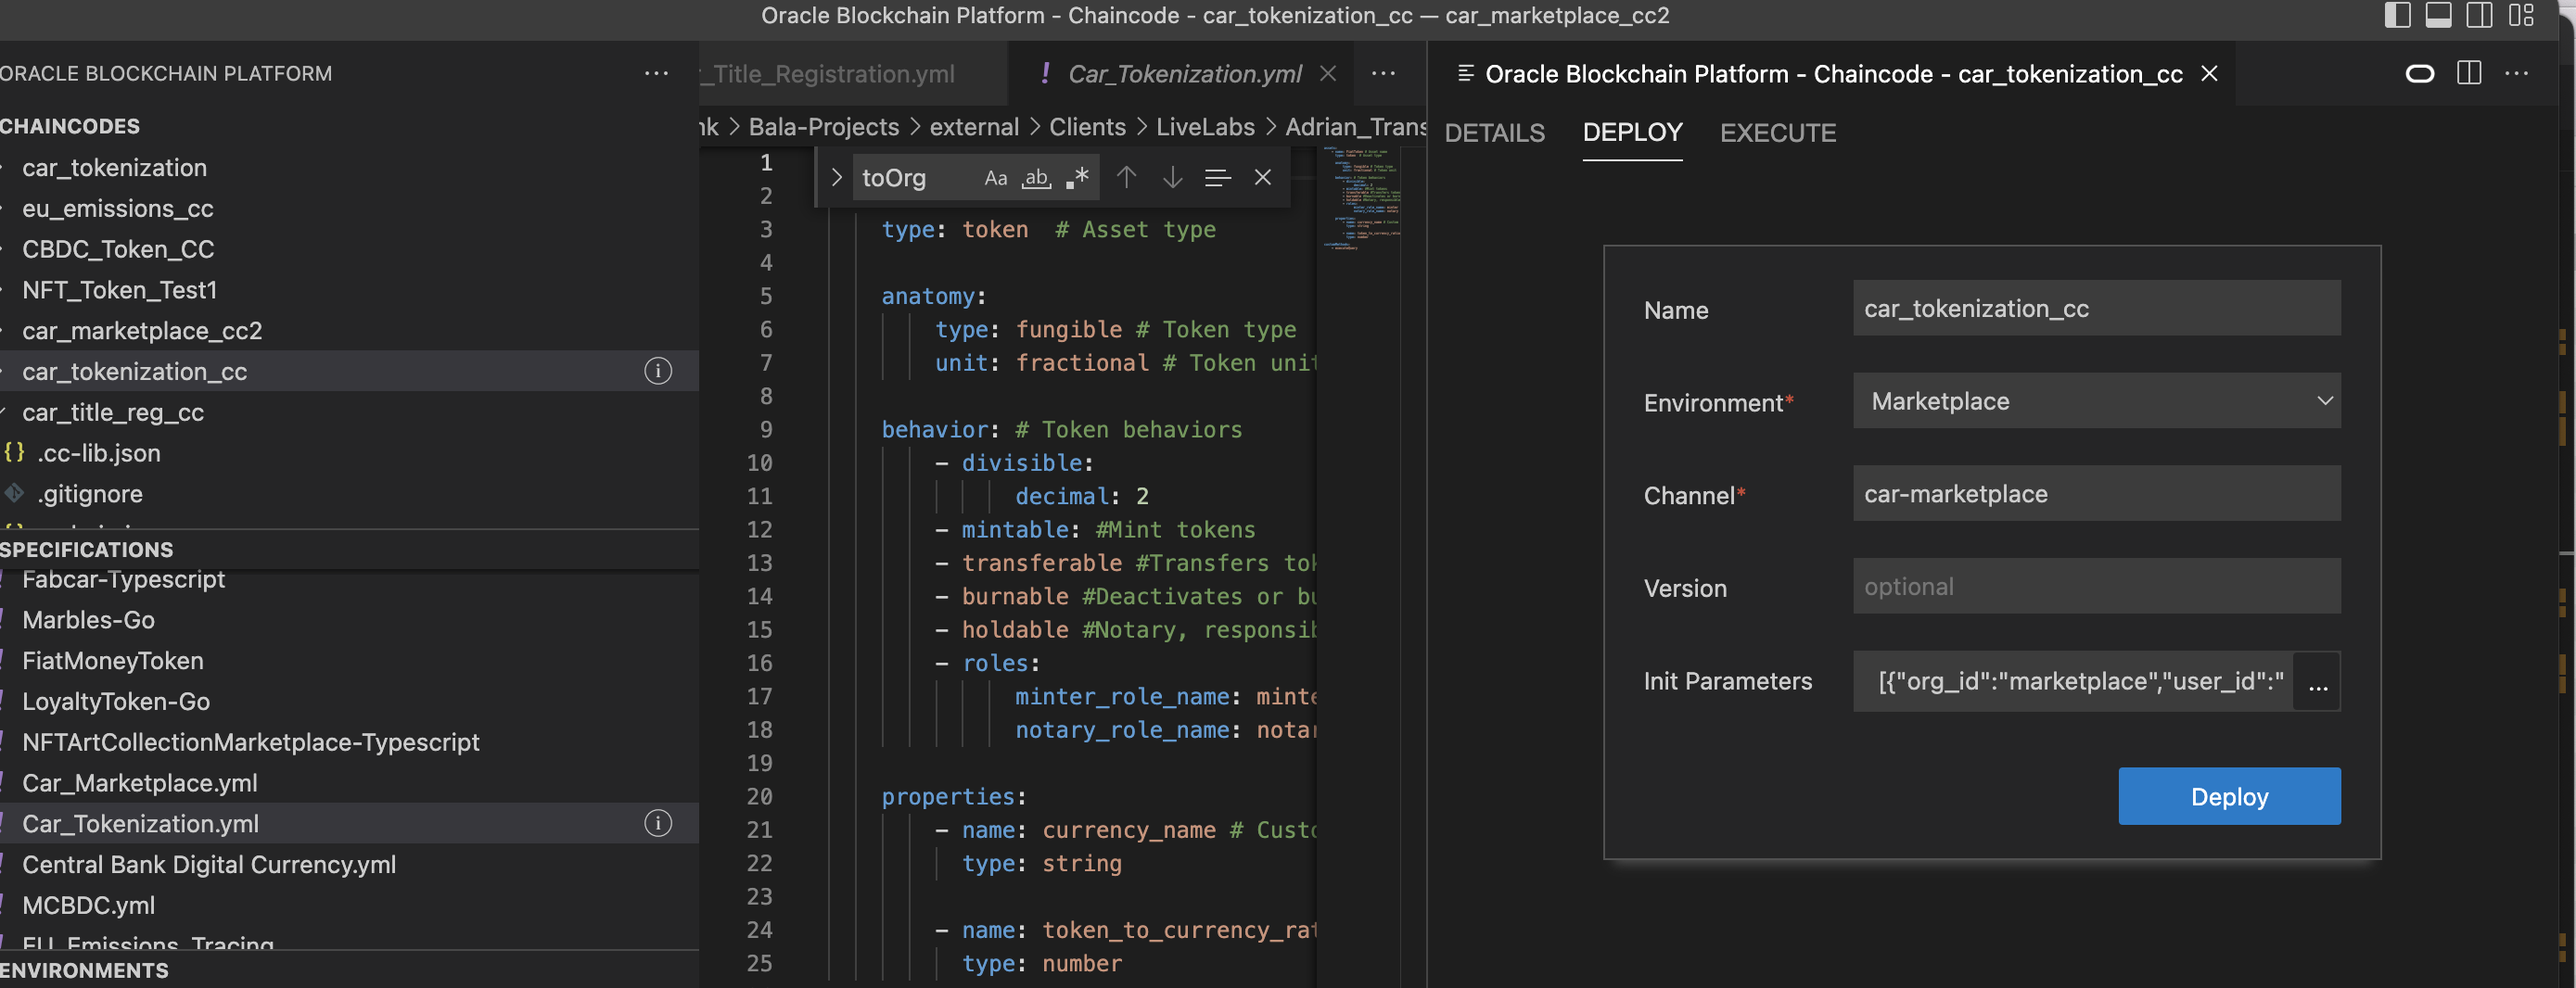 Oracle Blockchain Platform - Chaincode - car_tokenization_cc — car_marketplace_cc2
ORACLE BLOCKCHAIN PLATFORM
CHAINCODES
car_tokenization
eu_emissions_cc
CBDC_Token_CC
NFT_Token_Test1
car_marketplace_cc2
car_tokenization_cc
car_title_reg_cc
{} .cc-lib.json
.gitignore
SPECIFICATIONS
Fabcar-Typescript
Marbles-Go
FiatMoneyToken
LoyaltyToken-Go
NFTArtCollectionMarketplace-Typescript
Car_Marketplace.yml
Car_Tokenization.yml
Central Bank Digital Currency.yml
MCBDC.yml
EU_Emissions_Tracing
ENVIRONMENTS
_Title_Registration.yml
! Car_Tokenization.yml
nk > Bala-Projects > external > Clients > LiveLabs > Adrian_Trans
toOrg Aa ab .*
1
2
3 type: token # Asset type
4
5 anatomy:
6 type: fungible # Token type
7 unit: fractional # Token unit
8
9 behavior: # Token behaviors
10 - divisible:
11 decimal: 2
12 - mintable: #Mint tokens
13 - transferable #Transfers tok
14 - burnable #Deactivates or bu
15 - holdable #Notary, responsib
16 - roles:
17 minter_role_name: minte
18 notary_role_name: notar
19
20 properties:
21 - name: currency_name # Custo
22 type: string
23
24 - name: token_to_currency_rat
25 type: number
Oracle Blockchain Platform - Chaincode - car_tokenization_cc
DETAILS DEPLOY EXECUTE
Name car_tokenization_cc
Environment* Marketplace
Channel* car-marketplace
Version optional
Init Parameters [{"org_id":"marketplace","user_id":" ...
Deploy